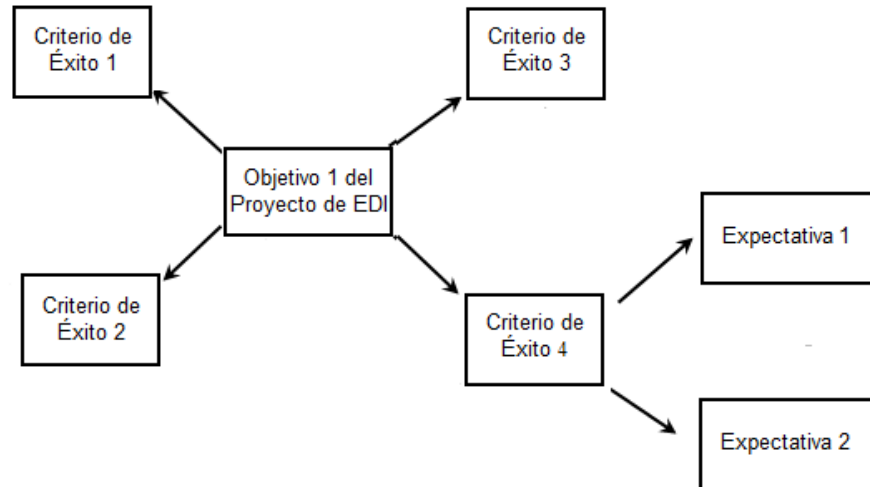 Criterio de
Éxito 1
Criterio de
Éxito 3
Objetivo 1 del
Proyecto de EDI
Expectativa 1
Criterio de
Éxito 2
Criterio de
Éxito 4
Expectativa 2